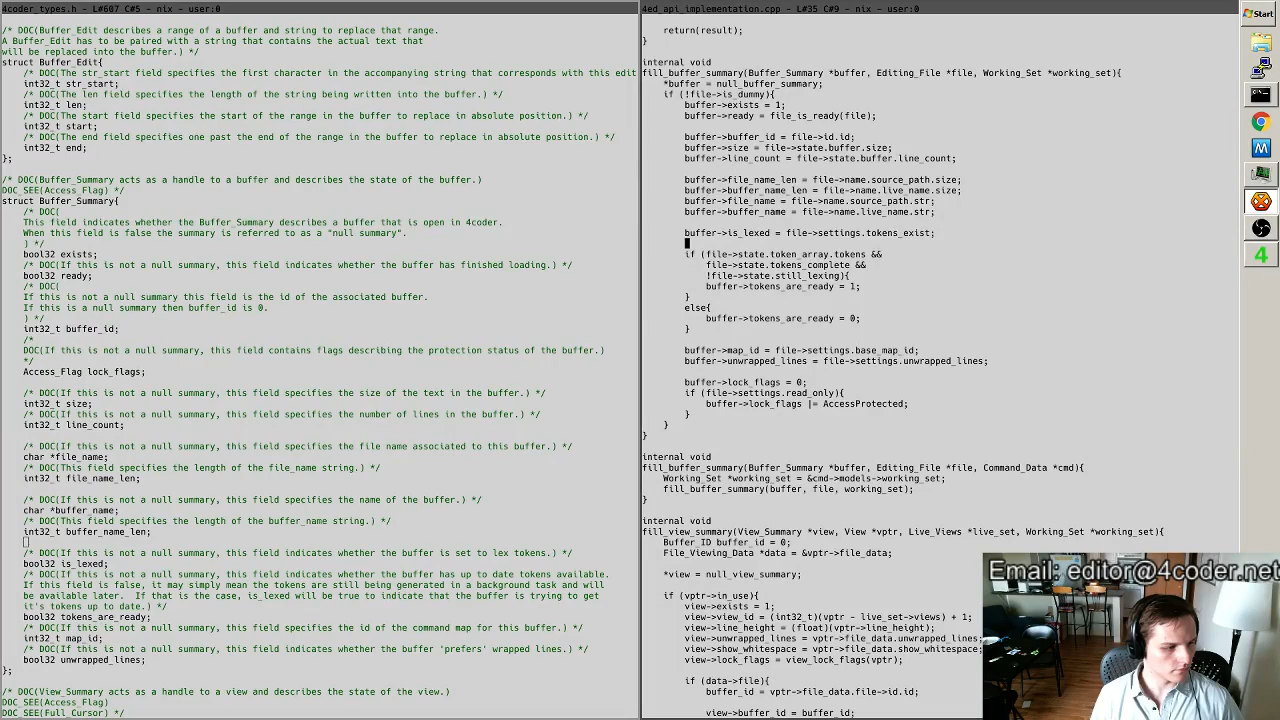 4coder_types.h - L#607 C#5 - nix - user:0
/* DOC(Buffer_Edit describes a range of a buffer and string to replace that range.
A Buffer_Edit has to be paired with a string that contains the actual text that
will be replaced into the buffer.) */
struct Buffer_Edit{
/* DOC(The str_start field specifies the first character in the accompanying string that corresponds with this edit
int32_t str_start;
/* DOC(The len field specifies the length of the string being written into the buffer.) */
int32_t len;
/* DOC(The start field specifies the start of the range in the buffer to replace in absolute position.) */
int32_t start;
/* DOC(The end field specifies one past the end of the range in the buffer to replace in absolute position.) */
int32_t end;
};
/* DOC(Buffer_Summary acts as a handle to a buffer and describes the state of the buffer.)
DOC_SEE(Access_Flag) */
struct Buffer_Summary{
/* DOC(
This field indicates whether the Buffer_Summary describes a buffer that is open in 4coder.
When this field is false the summary is referred to as a "null summary".
) */
bool32 exists;
/* DOC(If this is not a null summary, this field indicates whether the buffer has finished loading.) */
bool32 ready;
/* DOC(
If this is not a null summary this field is the id of the associated buffer.
If this is a null summary then buffer_id is 0.
) */
int32_t buffer_id;
/*
DOC(If this is not a null summary, this field contains flags describing the protection status of the buffer.)
*/
Access_Flag lock_flags;
/* DOC(If this is not a null summary, this field specifies the size of the text in the buffer.) */
int32_t size;
/* DOC(If this is not a null summary, this field specifies the number of lines in the buffer.) */
int32_t line_count;
/* DOC(If this is not a null summary, this field specifies the file name associated to this buffer.) */
char *file_name;
/* DOC(This field specifies the length of the file_name string.) */
int32_t file_name_len;
/* DOC(If this is not a null summary, this field specifies the name of the buffer.) */
char *buffer_name;
/* DOC(This field specifies the length of the buffer_name string.) */
int32_t buffer_name_len;
/* DOC(If this is not a null summary, this field indicates whether the buffer is set to lex tokens.) */
bool32 is_lexed;
/* DOC(If this is not a null summary, this field indicates whether the buffer has up to date tokens available.
If this field is false, it may simply mean the tokens are still being generated in a background task and will
be available later.  If that is the case, is_lexed will be true to indicate that the buffer is trying to get
it's tokens up to date.) */
bool32 tokens_are_ready;
/* DOC(If this is not a null summary, this field specifies the id of the command map for this buffer.) */
int32_t map_id;
/* DOC(If this is not a null summary, this field indicates whether the buffer 'prefers' wrapped lines.) */
bool32 unwrapped_lines;
};
/* DOC(View_Summary acts as a handle to a view and describes the state of the view.)
DOC_SEE(Access_Flag)
DOC_SEE(Full_Cursor) */
4ed_api_implementation.cpp - L#35 C#9 - nix - user:0
return(result);
}
internal void
fill_buffer_summary(Buffer_Summary *buffer, Editing_File *file, Working_Set *working_set){
*buffer = null_buffer_summary;
if (!file->is_dummy){
buffer->exists = 1;
buffer->ready = file_is_ready(file);
buffer->buffer_id = file->id.id;
buffer->size = file->state.buffer.size;
buffer->line_count = file->state.buffer.line_count;
buffer->file_name_len = file->name.source_path.size;
buffer->buffer_name_len = file->name.live_name.size;
buffer->file_name = file->name.source_path.str;
buffer->buffer_name = file->name.live_name.str;
buffer->is_lexed = file->settings.tokens_exist;
if (file->state.token_array.tokens &&
file->state.tokens_complete &&
!file->state.still_lexing){
buffer->tokens_are_ready = 1;
}
else{
buffer->tokens_are_ready = 0;
}
buffer->map_id = file->settings.base_map_id;
buffer->unwrapped_lines = file->settings.unwrapped_lines;
buffer->lock_flags = 0;
if (file->settings.read_only){
buffer->lock_flags |= AccessProtected;
}
}
}
internal void
fill_buffer_summary(Buffer_Summary *buffer, Editing_File *file, Command_Data *cmd){
Working_Set *working_set = &cmd->models->working_set;
fill_buffer_summary(buffer, file, working_set);
}
internal void
fill_view_summary(View_Summary *view, View *vptr, Live_Views *live_set, Working_Set *working_set){
Buffer_ID buffer_id = 0;
File_Viewing_Data *data = &vptr->file_data;
*view = null_view_summary;
if (vptr->in_use){
view->exists = 1;
view->view_id = (int32_t)(vptr - live_set->views) + 1;
view->line_height = (float)(vptr->line_height);
view->unwrapped_lines = vptr->file_data.unwrapped_lines;
view->show_whitespace = vptr->file_data.show_whitespace;
view->lock_flags = view_lock_flags(vptr);
if (data->file){
buffer_id = vptr->file_data.file->id.id;
view->buffer_id = buffer_id;
Start
M
4
Email: editor@4coder.net